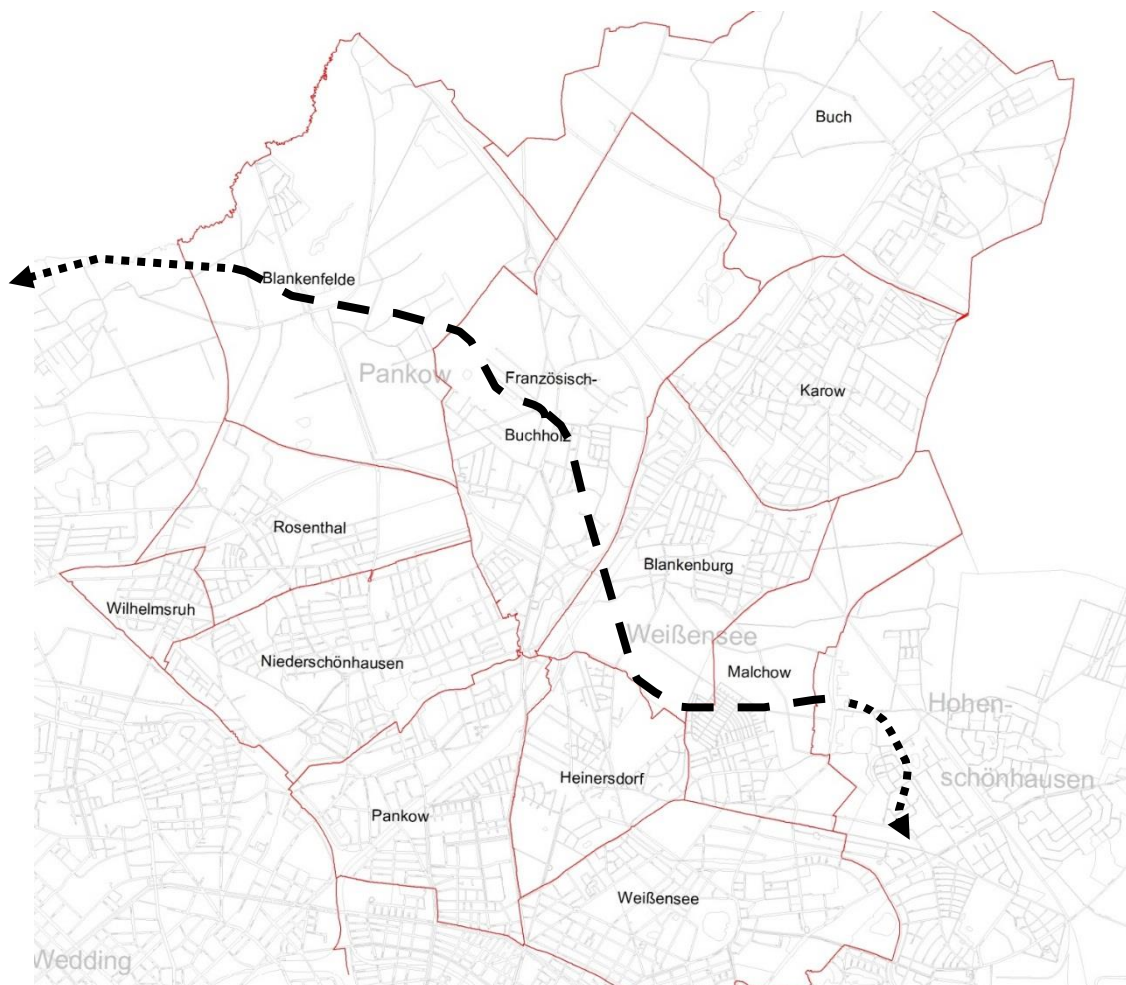 Buch
Blankenfelde
Pankow
Französisch-
Buchholz
Karow
Rosenthal
Blankenburg
Wilhelmsruh
Weißensee
Niederschönhausen
Malchow
Hohen-
schönhausen
Heinersdorf
Pankow
Weißensee
Wedding